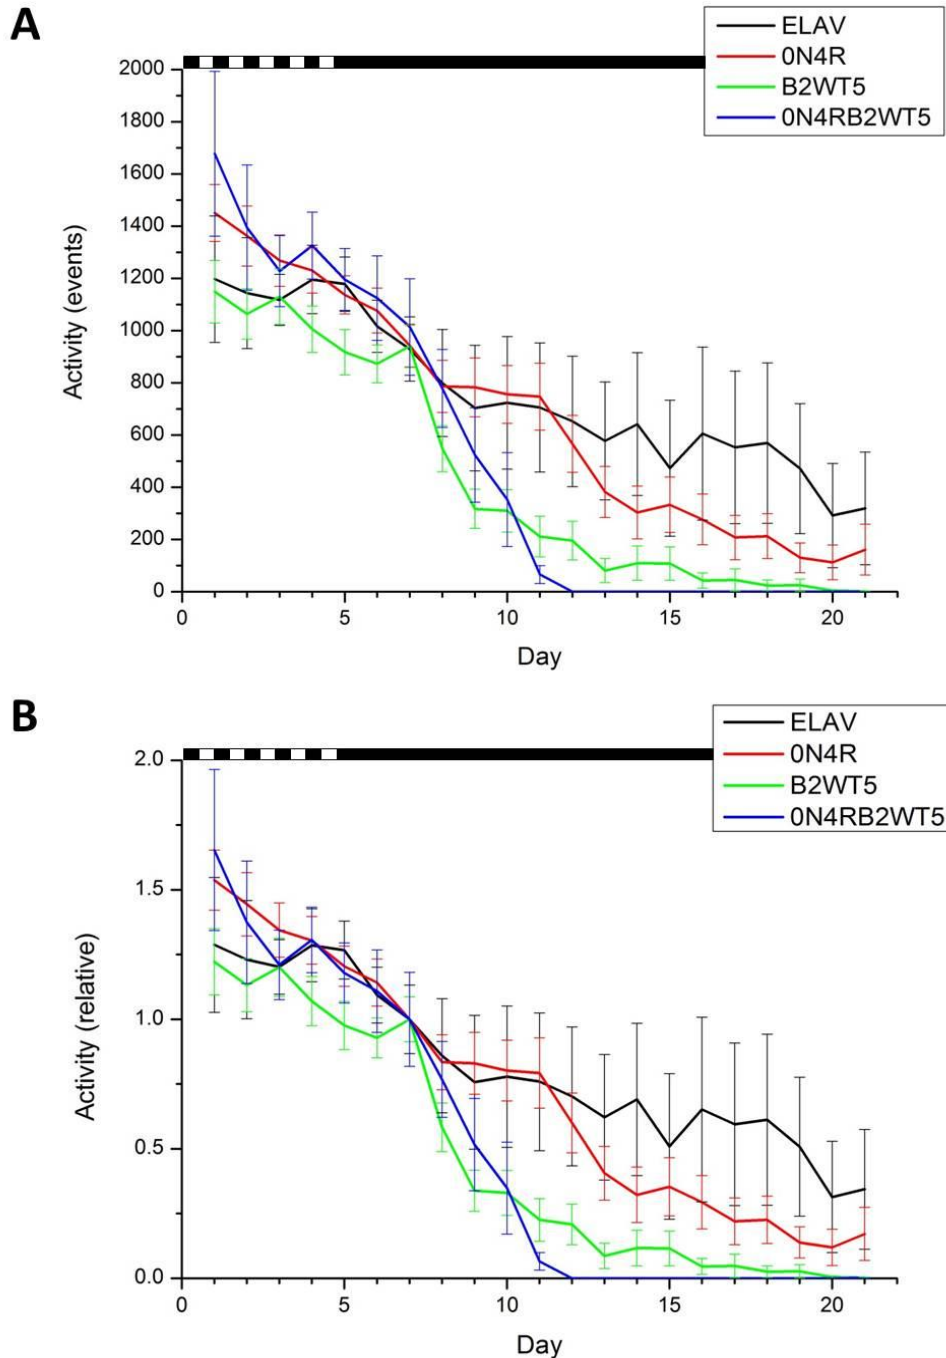 A
ELAV
0N4R
B2WT5
0N4RB2WT5
2000
1800
1600
1400
1200
1000
800
600
400
200
0
Activity (events)
0 5 10 15 20
Day
B
ELAV
0N4R
B2WT5
0N4RB2WT5
2.0
1.5
1.0
0.5
0.0
Activity (relative)
0 5 10 15 20
Day